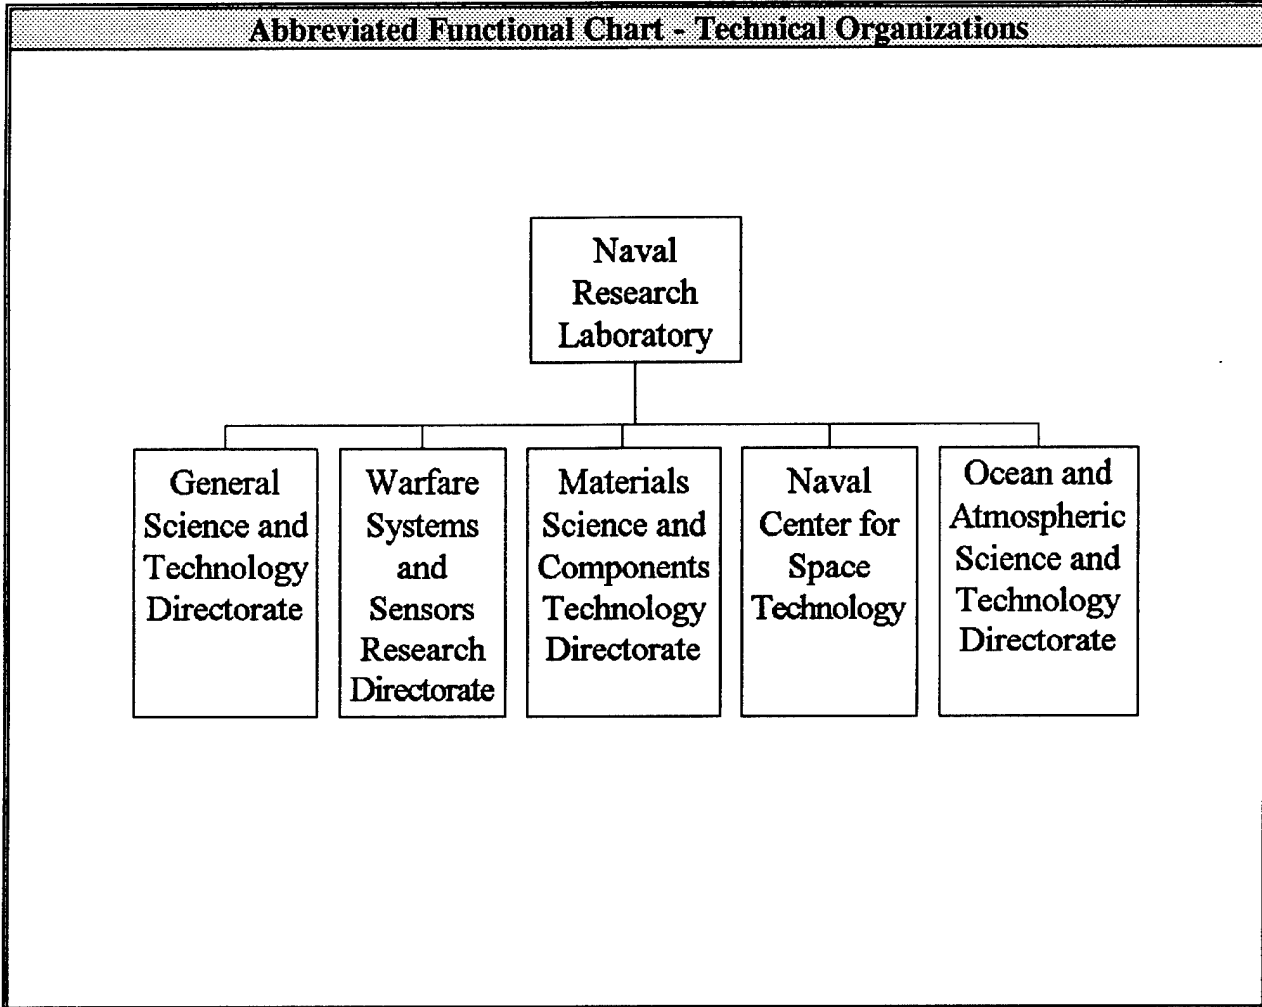 Abbreviated Functional Chart - Technical Organizations
Naval
Research
Laboratory
General
Science and
Technology
Directorate
Warfare
Systems
and
Sensors
Research
Directorate
Materials
Science and
Components
Technology
Directorate
Naval
Center for
Space
Technology
Ocean and
Atmospheric
Science and
Technology
Directorate